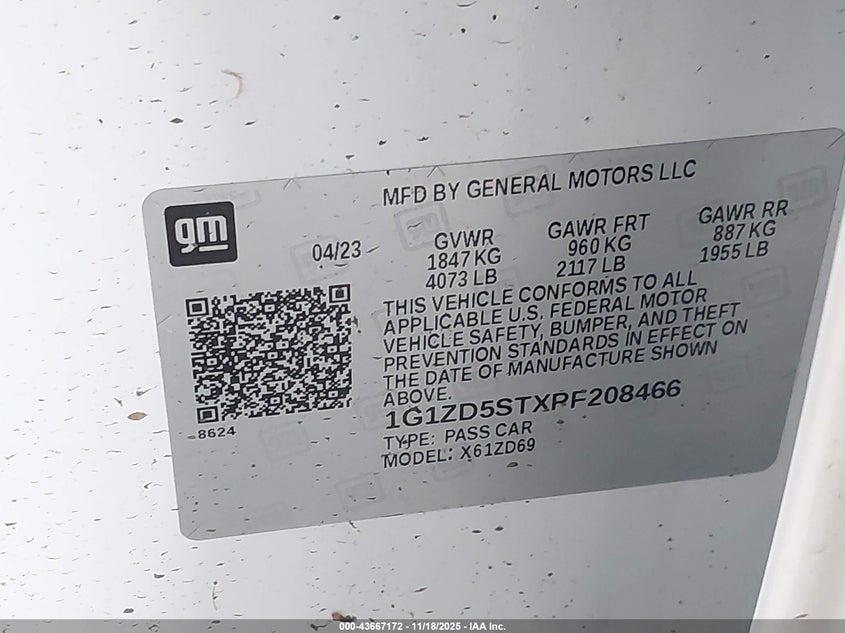 MFD BY GENERAL MOTORS LLC
gm
04/23
GVWR
1847 KG
4073 LB
GAWR FRT
960 KG
2117 LB
GAWR RR
887 KG
1955 LB
THIS VEHICLE CONFORMS TO ALL
APPLICABLE U.S. FEDERAL MOTOR
VEHICLE SAFETY, BUMPER, AND THEFT
PREVENTION STANDARDS IN EFFECT ON
THE DATE OF MANUFACTURE SHOWN
ABOVE.
1G1ZD5STXPF208466
TYPE: PASS CAR
MODEL: X61ZD69
8624
000-43667172 - 11/18/2025 - IAA Inc.